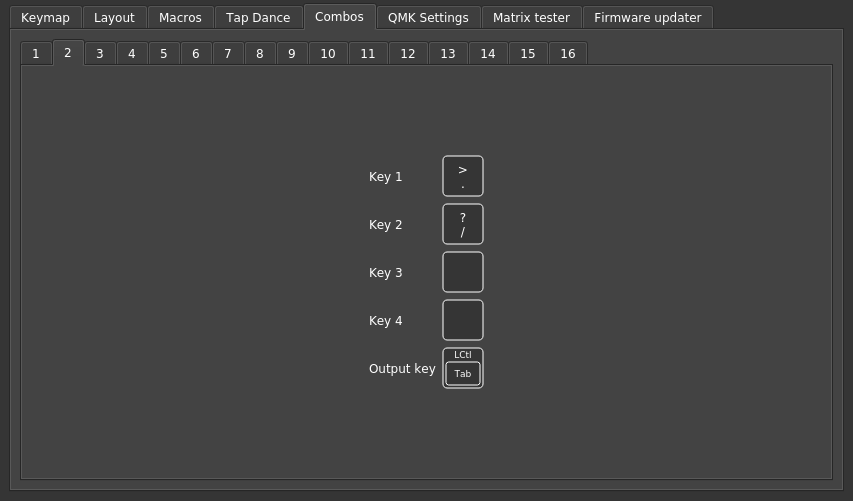 Keymap Layout Macros Tap Dance Combos QMK Settings Matrix tester Firmware updater
1 2 3 4 5 6 7 8 9 10 11 12 13 14 15 16
Key 1
>
.
Key 2
?
/
Key 3
Key 4
Output key
LCtl
Tab